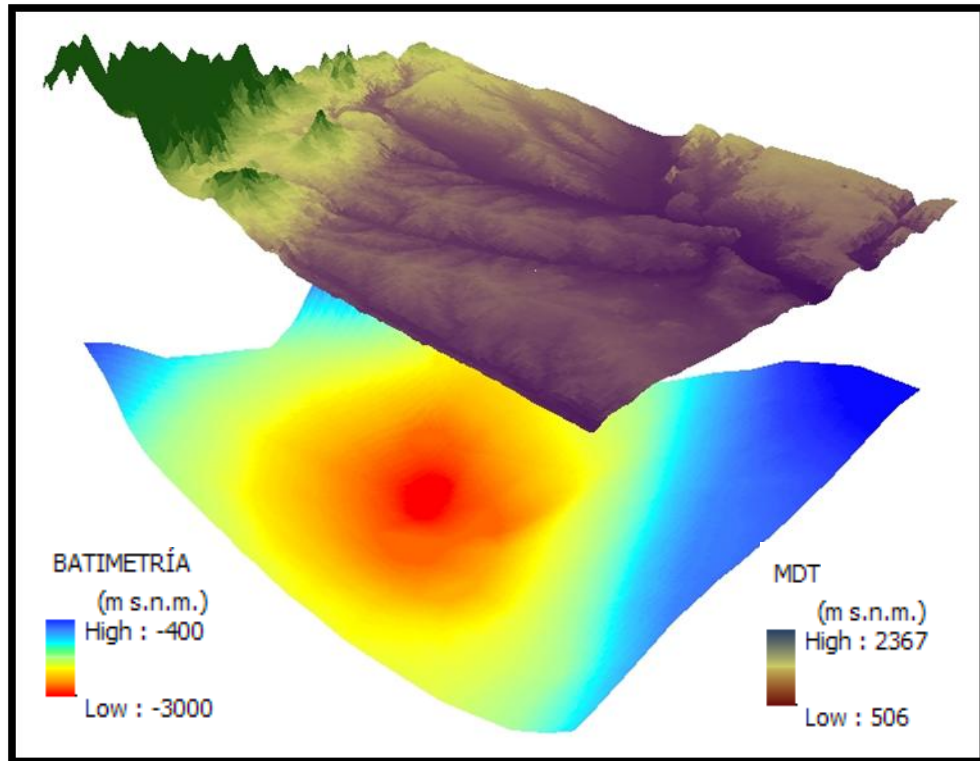 BATIMETRÍA
(m s.n.m.)
High : -400
Low : -3000
MDT
(m s.n.m.)
High : 2367
Low : 506